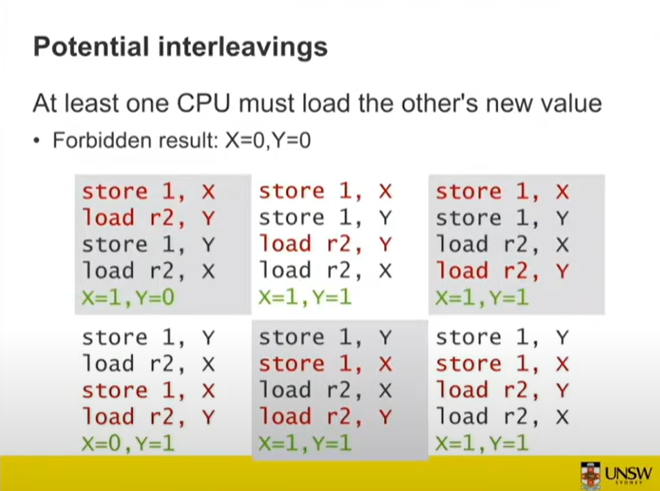 Potential interleavings
At least one CPU must load the other's new value
• Forbidden result: X=0,Y=0
store 1, X
load r2, Y
store 1, Y
load r2, X
X=1,Y=0
store 1, X
store 1, Y
load r2, Y
load r2, X
X=1,Y=1
store 1, X
store 1, Y
load r2, X
load r2, Y
X=1,Y=1
store 1, Y
load r2, X
store 1, X
load r2, Y
X=0,Y=1
store 1, Y
store 1, X
load r2, X
load r2, Y
X=1,Y=1
store 1, Y
store 1, X
load r2, Y
load r2, X
X=1,Y=1
UNSW
SYDNEY